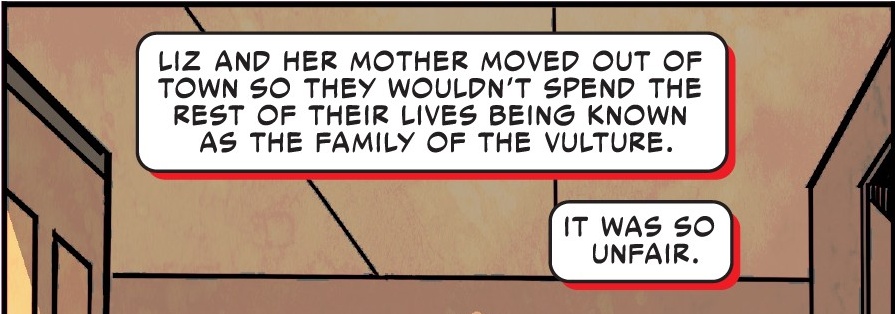 LIZ AND HER MOTHER MOVED OUT OF
TOWN SO THEY WOULDN'T SPEND THE
REST OF THEIR LIVES BEING KNOWN
AS THE FAMILY OF THE VULTURE.
IT WAS SO
UNFAIR.